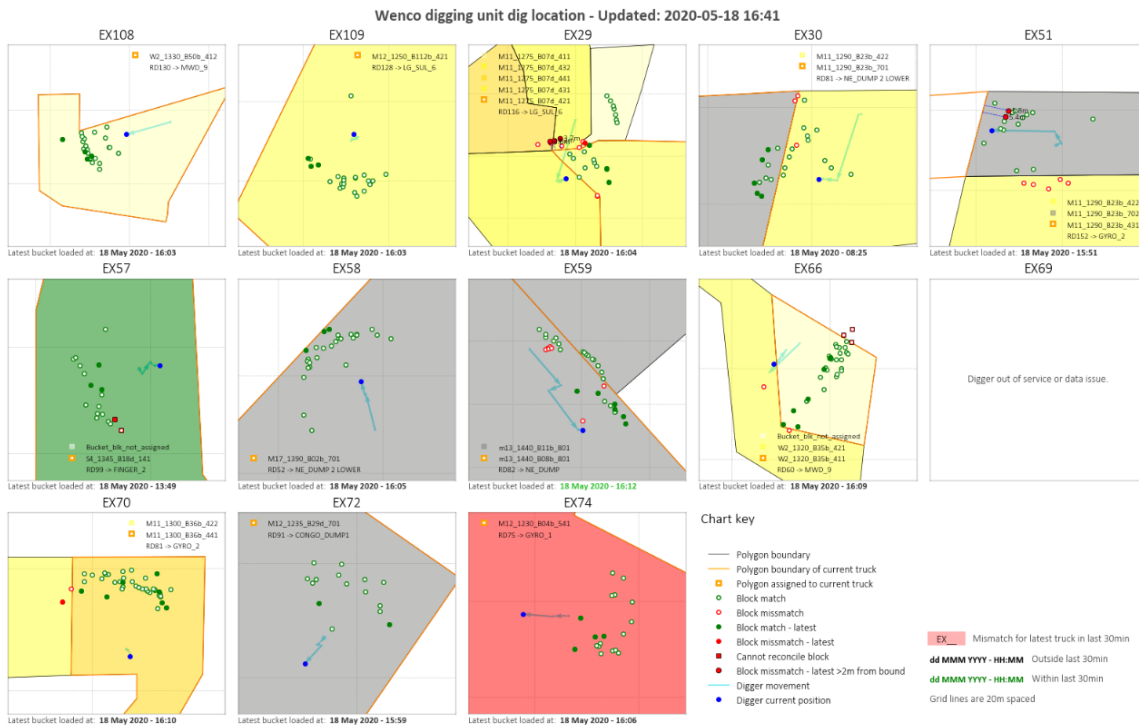 Wenco digging unit dig location - Updated: 2020-05-18 16:41
EX108
W2_1330_B50b_412
RD130 -> MWD_9
Latest bucket loaded at: 18 May 2020 - 16:03
EX109
M12_1250_B112b_421
RD128 -> LG_SUL_6
Latest bucket loaded at: 18 May 2020 - 16:03
EX29
M11_1275_B07d_411
M11_1275_B07d_432
M11_1275_B07d_441
M11_1275_B07d_431
M11_1275_B07d_421
RD116 -> LG_SUL_6
Latest bucket loaded at: 18 May 2020 - 16:04
EX30
M11_1290_B23b_422
M11_1290_B23b_701
RD81 -> NE_DUMP 2 LOWER
Latest bucket loaded at: 18 May 2020 - 08:25
EX51
5.4m
M11_1290_B23b_422
M11_1290_B23b_702
M11_1290_B23b_431
RD152 -> GYRO_2
Latest bucket loaded at: 18 May 2020 - 15:51
EX57
Bucket_blk_not_assigned
S4_1345_B18d_141
RD99 -> FINGER_2
Latest bucket loaded at: 18 May 2020 - 13:49
EX58
M17_1390_B02b_701
RD52 -> NE_DUMP 2 LOWER
Latest bucket loaded at: 18 May 2020 - 16:05
EX59
m13_1440_B11b_801
m13_1440_B08b_801
RD82 -> NE_DUMP
Latest bucket loaded at: 18 May 2020 - 16:12
EX66
Bucket_blk_not_assigned
W2_1320_B35b_421
W2_1320_B35b_411
RD60 -> MWD_9
Latest bucket loaded at: 18 May 2020 - 16:09
EX69
Digger out of service or data issue.
EX70
M11_1300_B36b_422
M11_1300_B36b_441
RD81 -> GYRO_2
Latest bucket loaded at: 18 May 2020 - 16:10
EX72
M12_1235_B29d_701
RD91 -> CONGO_DUMP1
Latest bucket loaded at: 18 May 2020 - 15:59
EX74
M12_1230_B04b_541
RD75 -> GYRO_1
Latest bucket loaded at: 18 May 2020 - 16:06
Chart key
Polygon boundary
Polygon boundary of current truck
Polygon assigned to current truck
Block match
Block missmatch
Block match - latest
Block missmatch - latest
Cannot reconcile block
Block missmatch - latest >2m from bound
Digger movement
Digger current position
EX__ Mismatch for latest truck in last 30min
dd MMM YYYY - HH:MM Outside last 30min
dd MMM YYYY - HH:MM Within last 30min
Grid lines are 20m spaced